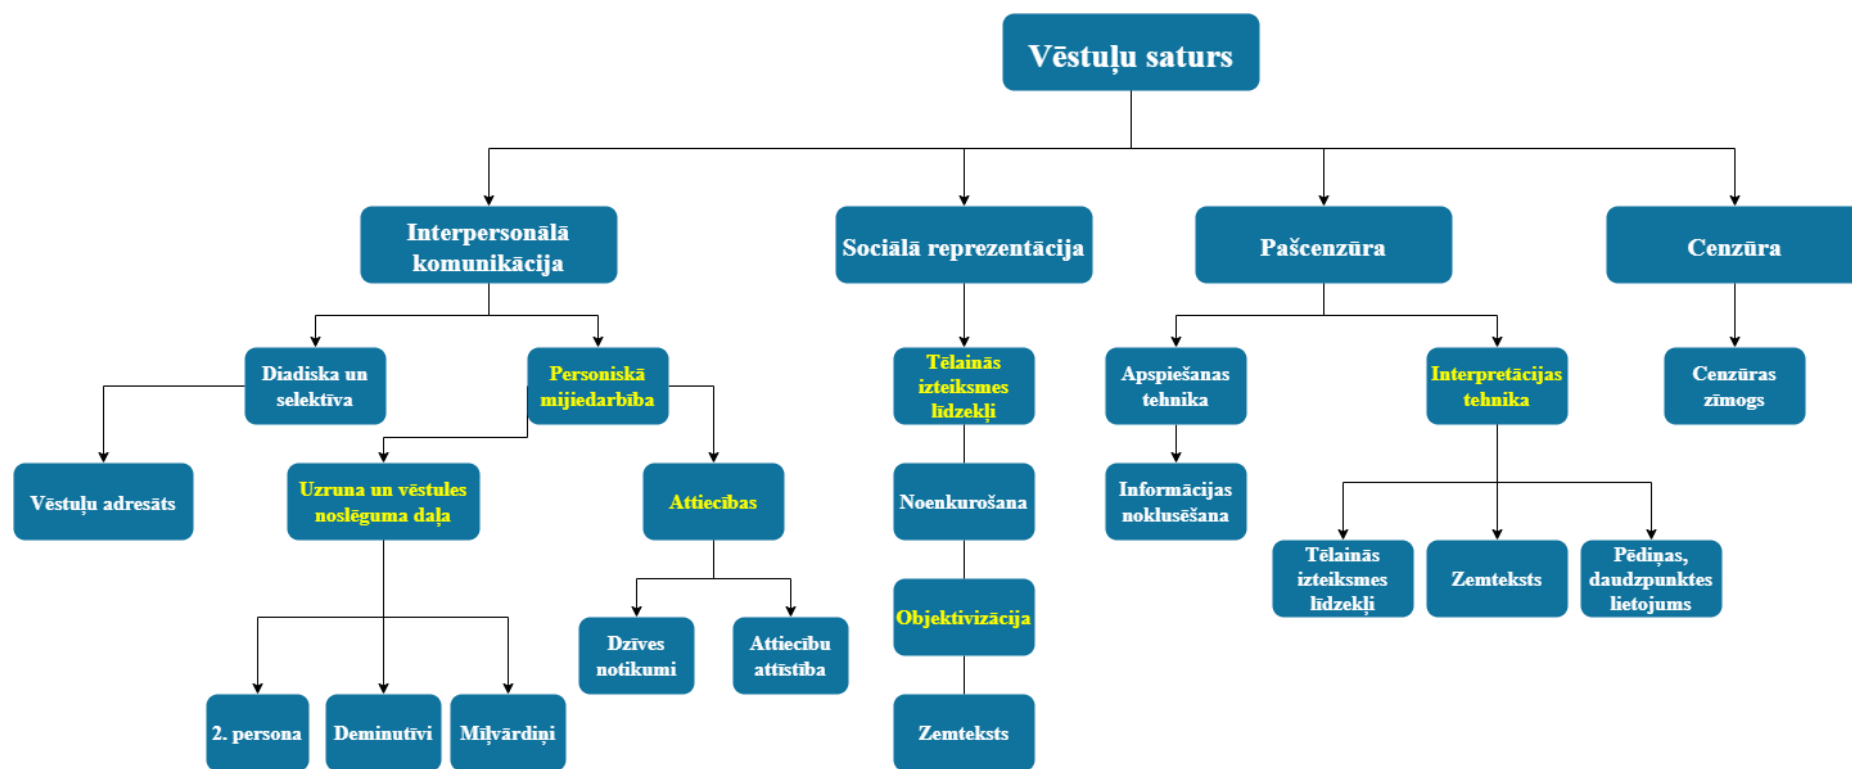 Vēstuļu saturs
Interpersonālā
komunikācija
Sociālā reprezentācija
Pašcenzūra
Cenzūra
Diadiska un
selektīva
Personiskā
mijiedarbība
Tēlainās
izteiksmes
līdzekļi
Apspiešanas
tehnika
Interpretācijas
tehnika
Cenzūras
zīmogs
Vēstuļu adresāts
Uzruna un vēstules
noslēguma daļa
Attiecības
Noenkurošana
Informācijas
noklusēšana
Tēlainās
izteiksmes
līdzekļi
Zemteksts
Pēdiņas,
daudzpunktes
lietojums
Dzīves
notikumi
Attiecību
attīstība
Objektivizācija
2. persona
Deminutīvi
Mīļvārdiņi
Zemteksts